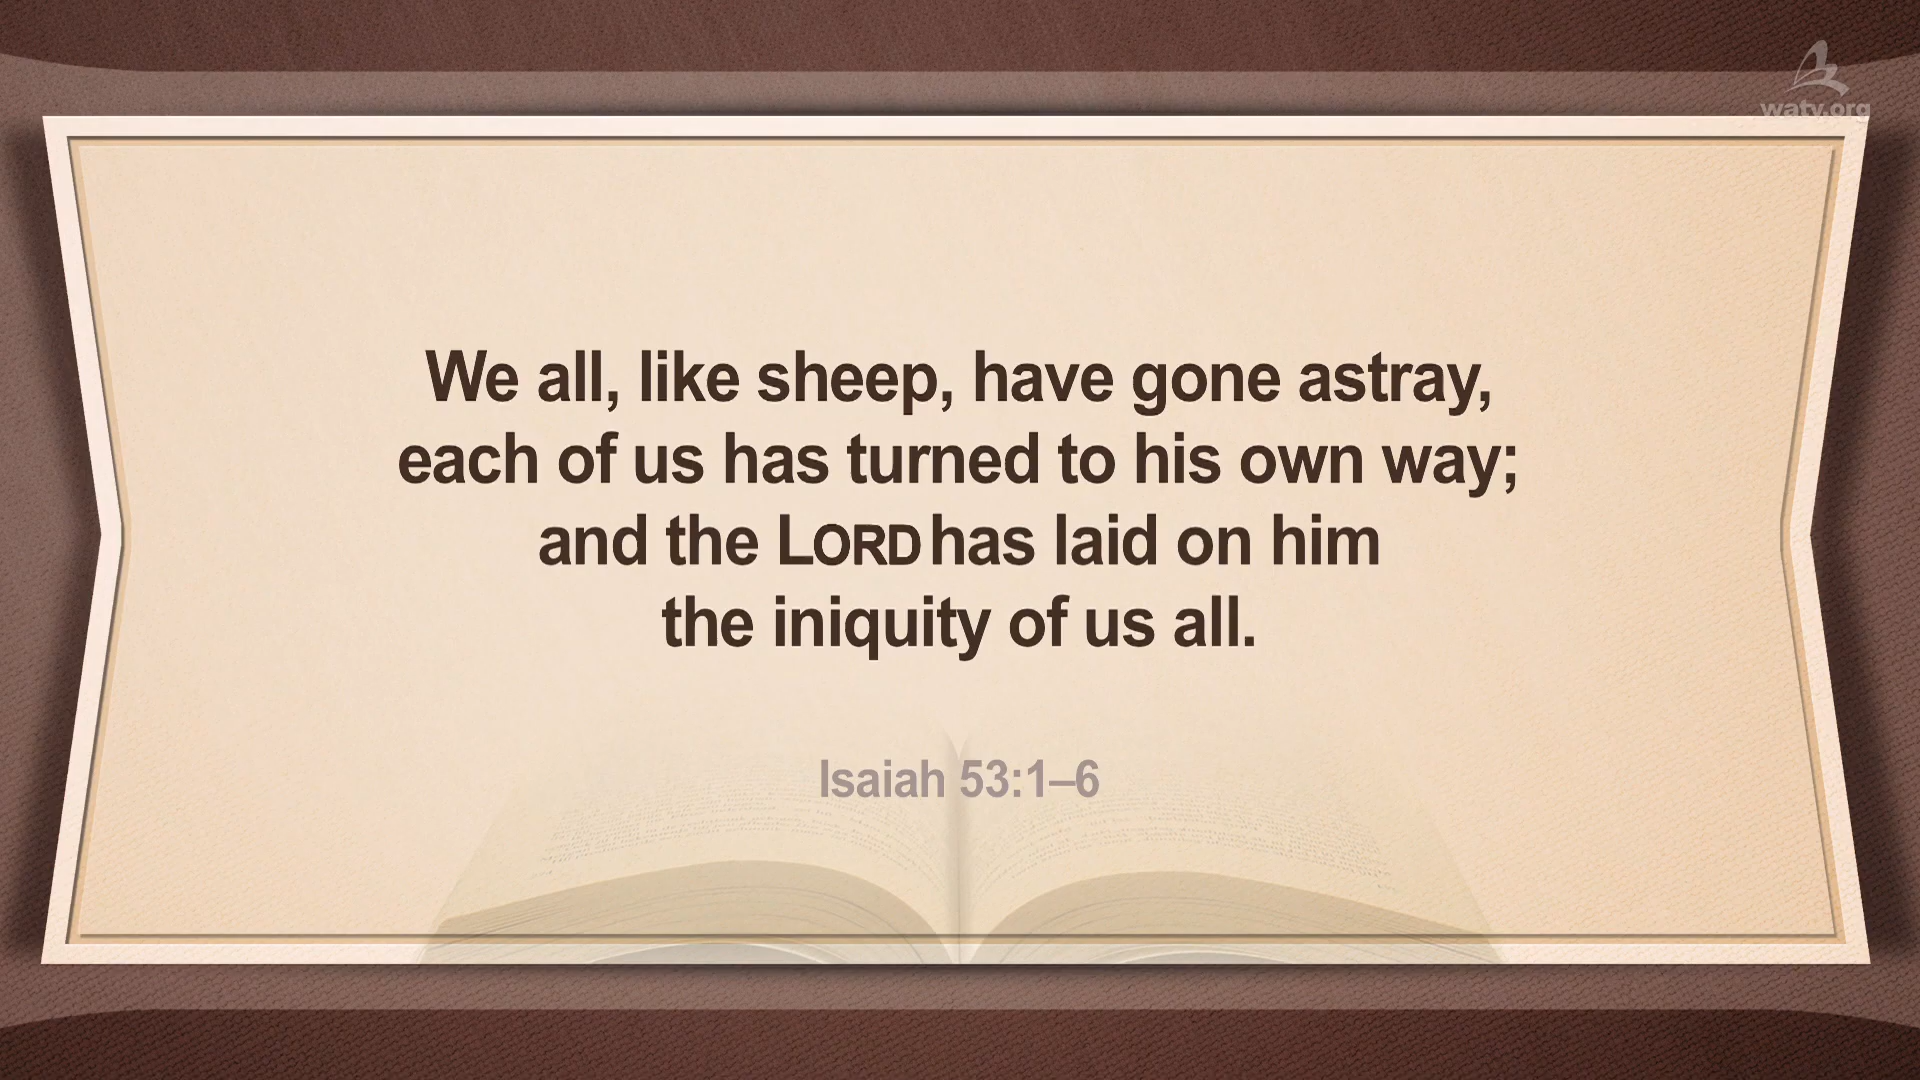 watv.org
We all, like sheep, have gone astray,
each of us has turned to his own way;
and the LORD has laid on him
the iniquity of us all.
Isaiah 53:1–6